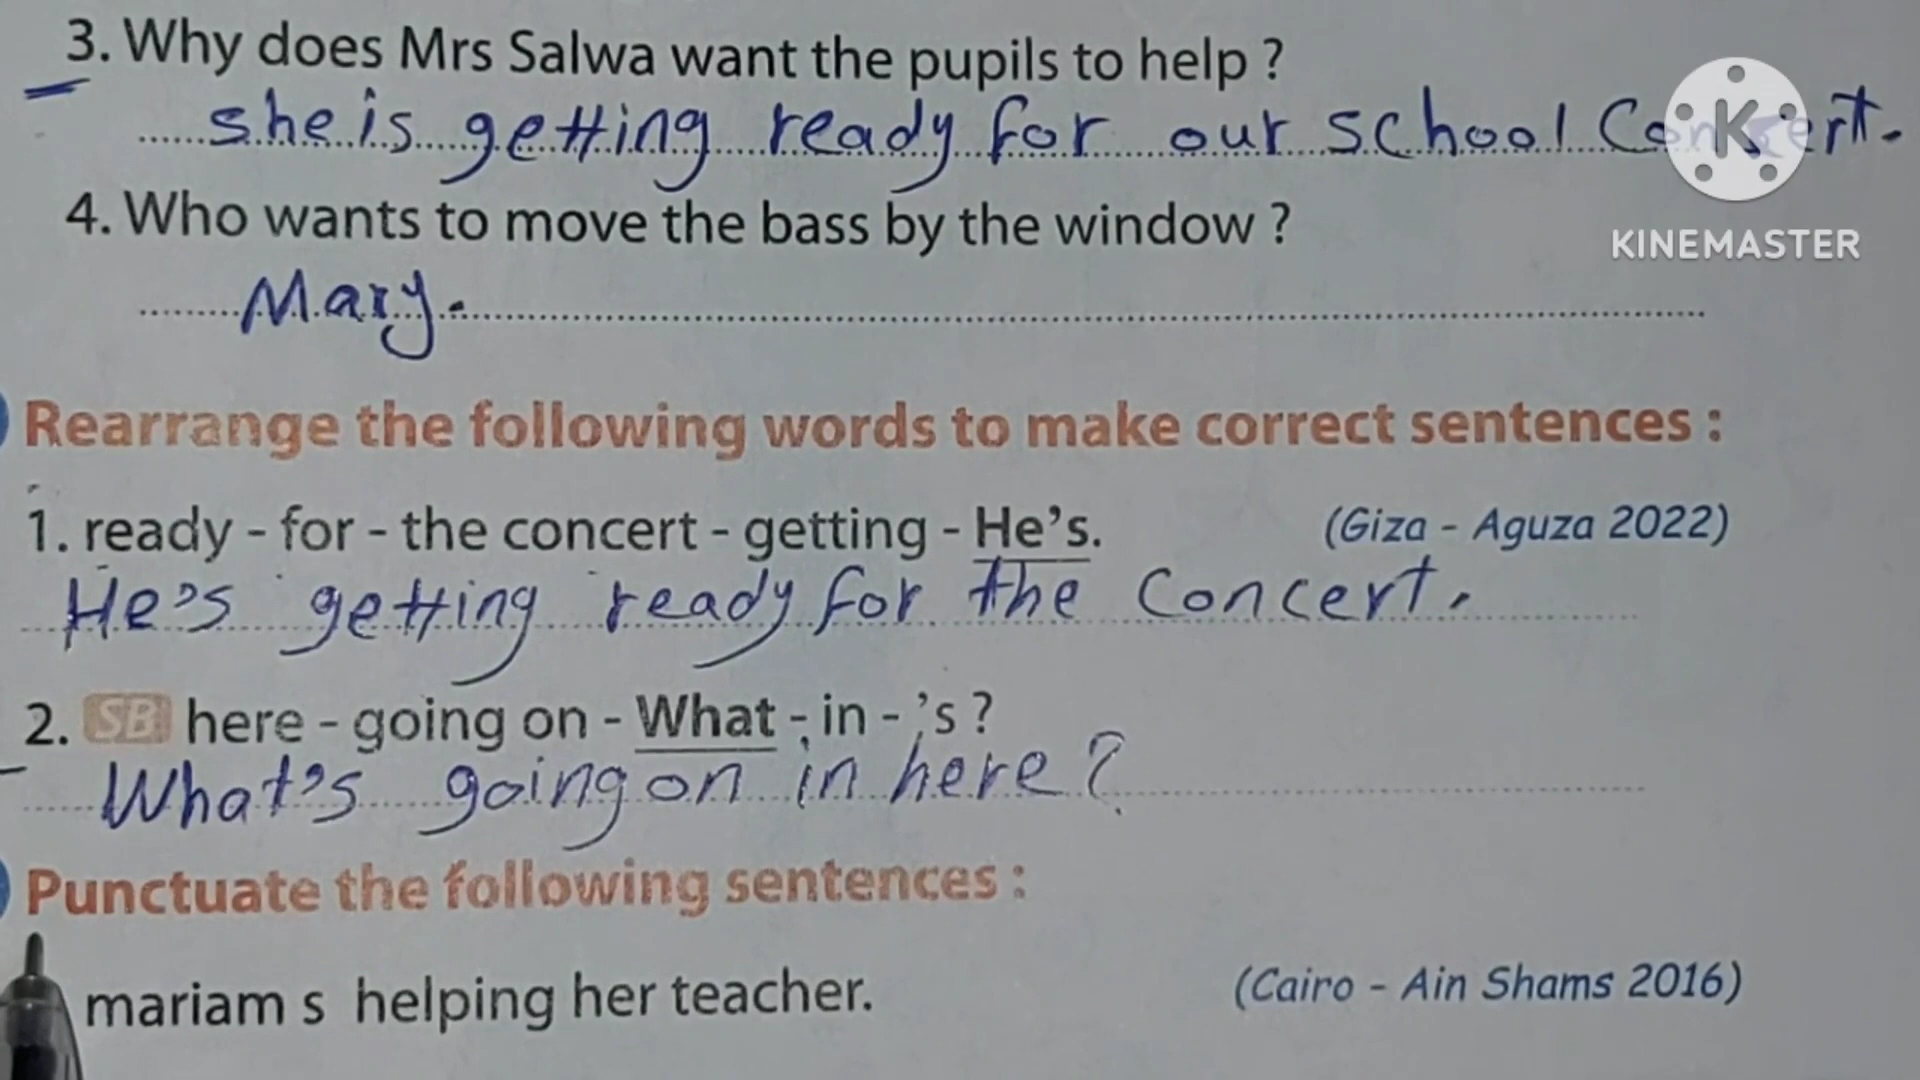 3. Why does Mrs Salwa want the pupils to help ?
she is getting ready for our school Concert.
4. Who wants to move the bass by the window ?
Mary.
KINEMASTER
Rearrange the following words to make correct sentences :
1. ready - for - the concert - getting - He's. (Giza - Aguza 2022)
He's getting ready for the Concert.
2. SB here - going on - What - in - 's ?
What's going on in here?
Punctuate the following sentences :
mariam s helping her teacher. (Cairo - Ain Shams 2016)